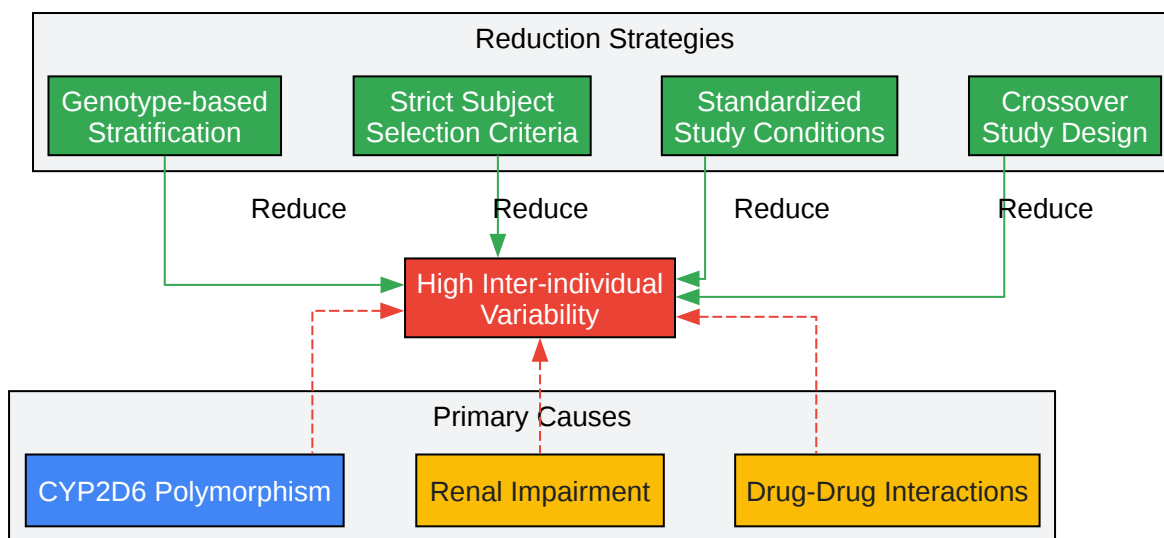 Reduction Strategies
Genotype-based
Stratification
Strict Subject
Selection Criteria
Standardized
Study Conditions
Crossover
Study Design
Reduce
Reduce
Reduce
Reduce
High Inter-individual
Variability
Primary Causes
CYP2D6 Polymorphism
Renal Impairment
Drug-Drug Interactions